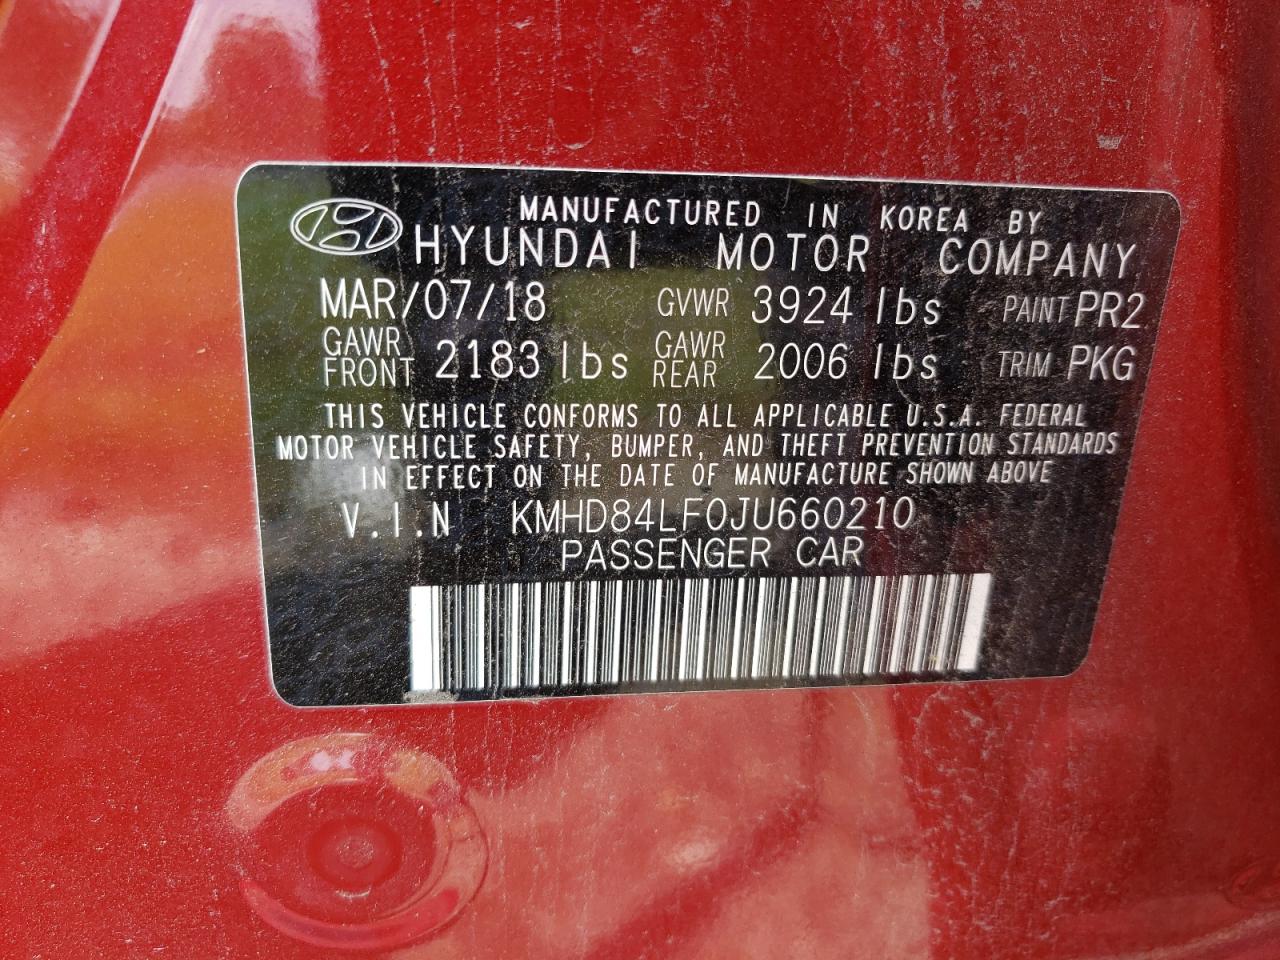 MANUFACTURED IN KOREA BY
HYUNDAI MOTOR COMPANY
MAR/07/18 GVWR 3924 lbs PAINT PR2
GAWR FRONT 2183 lbs GAWR REAR 2006 lbs TRIM PKG
THIS VEHICLE CONFORMS TO ALL APPLICABLE U.S.A. FEDERAL
MOTOR VEHICLE SAFETY, BUMPER, AND THEFT PREVENTION STANDARDS
IN EFFECT ON THE DATE OF MANUFACTURE SHOWN ABOVE
V.I.N KMHD84LF0JU660210
PASSENGER CAR